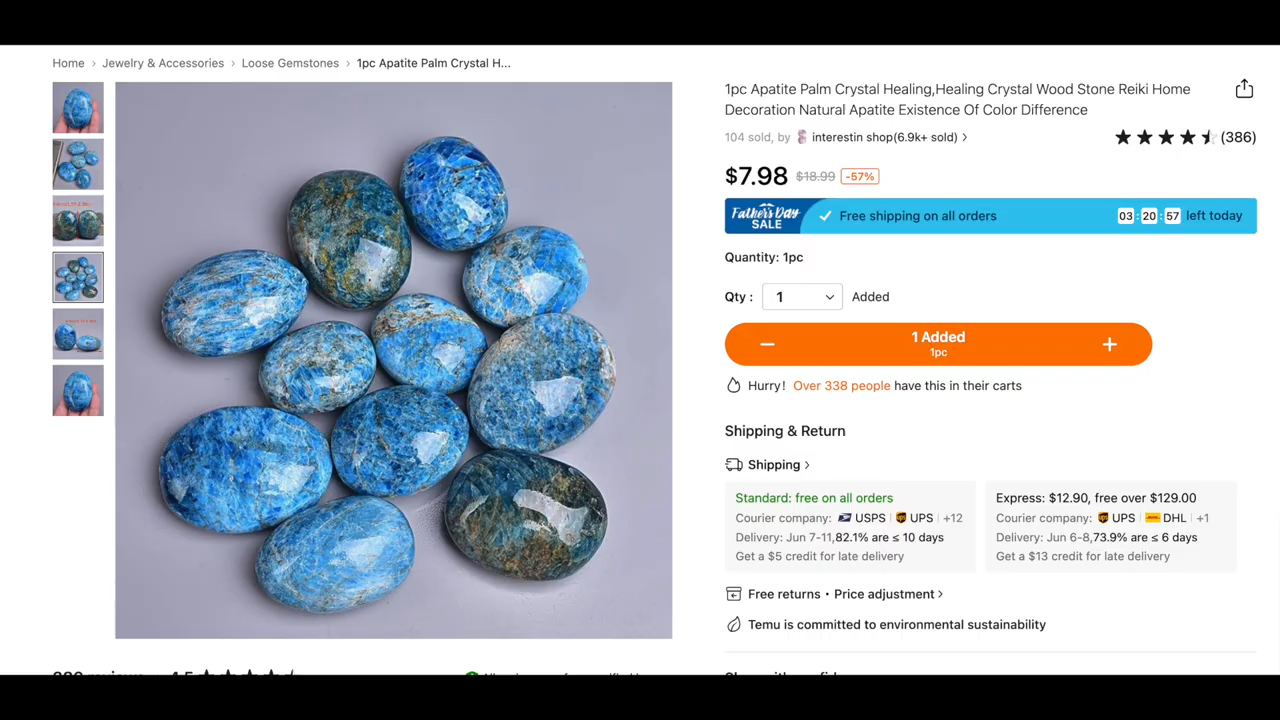 Home > Jewelry & Accessories > Loose Gemstones > 1pc Apatite Palm Crystal H...
1pc Apatite Palm Crystal Healing,Healing Crystal Wood Stone Reiki Home
Decoration Natural Apatite Existence Of Color Difference
104 sold, by interestin shop(6.9k+ sold) >
(386)
$7.98 $18.99 -57%
Father's Day
SALE
Free shipping on all orders
03 : 20 : 57 left today
Quantity: 1pc
Qty : 1 Added
1 Added
1pc
Hurry! Over 338 people have this in their carts
Shipping & Return
Shipping >
Standard: free on all orders
Courier company: USPS | UPS | +12
Delivery: Jun 7-11,82.1% are ≤ 10 days
Get a $5 credit for late delivery
Express: $12.90, free over $129.00
Courier company: UPS | DHL | +1
Delivery: Jun 6-8,73.9% are ≤ 6 days
Get a $13 credit for late delivery
Free returns • Price adjustment >
Temu is committed to environmental sustainability